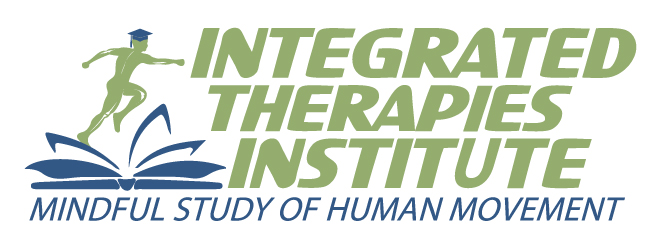 INTEGRATED
THERAPIES
INSTITUTE
MINDFUL STUDY OF HUMAN MOVEMENT